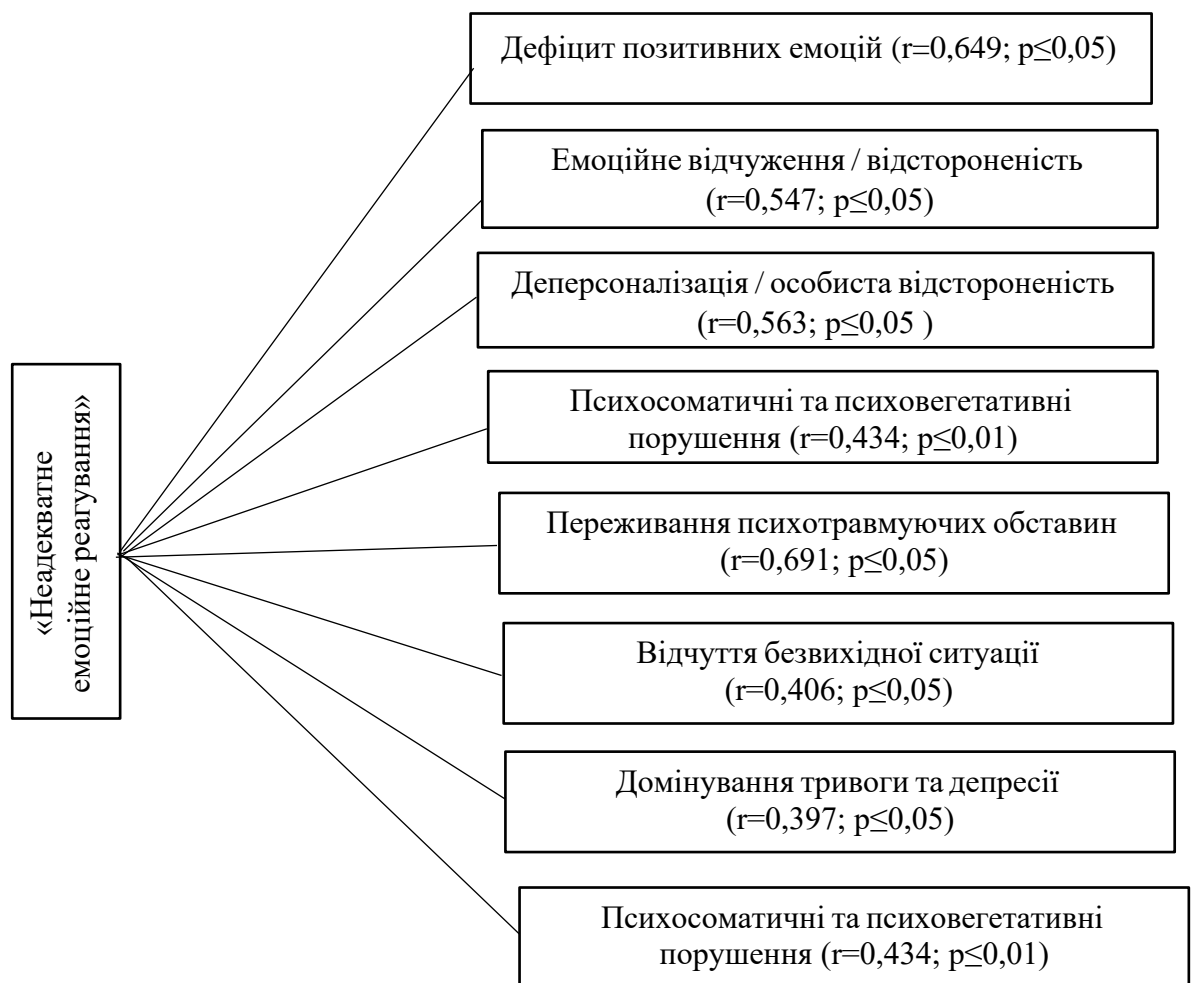 Дефіцит позитивних емоцій (r=0,649; p≤0,05)
Емоційне відчуження / відстороненість
(r=0,547; p≤0,05)
Деперсоналізація / особиста відстороненість
(r=0,563; p≤0,05 )
Психосоматичні та психовегетативні
порушення (r=0,434; p≤0,01)
«Неадекватне
емоційне реагування»
Переживання психотравмуючих обставин
(r=0,691; p≤0,05)
Відчуття безвихідної ситуації
(r=0,406; p≤0,05)
Домінування тривоги та депресії
(r=0,397; p≤0,05)
Психосоматичні та психовегетативні
порушення (r=0,434; p≤0,01)